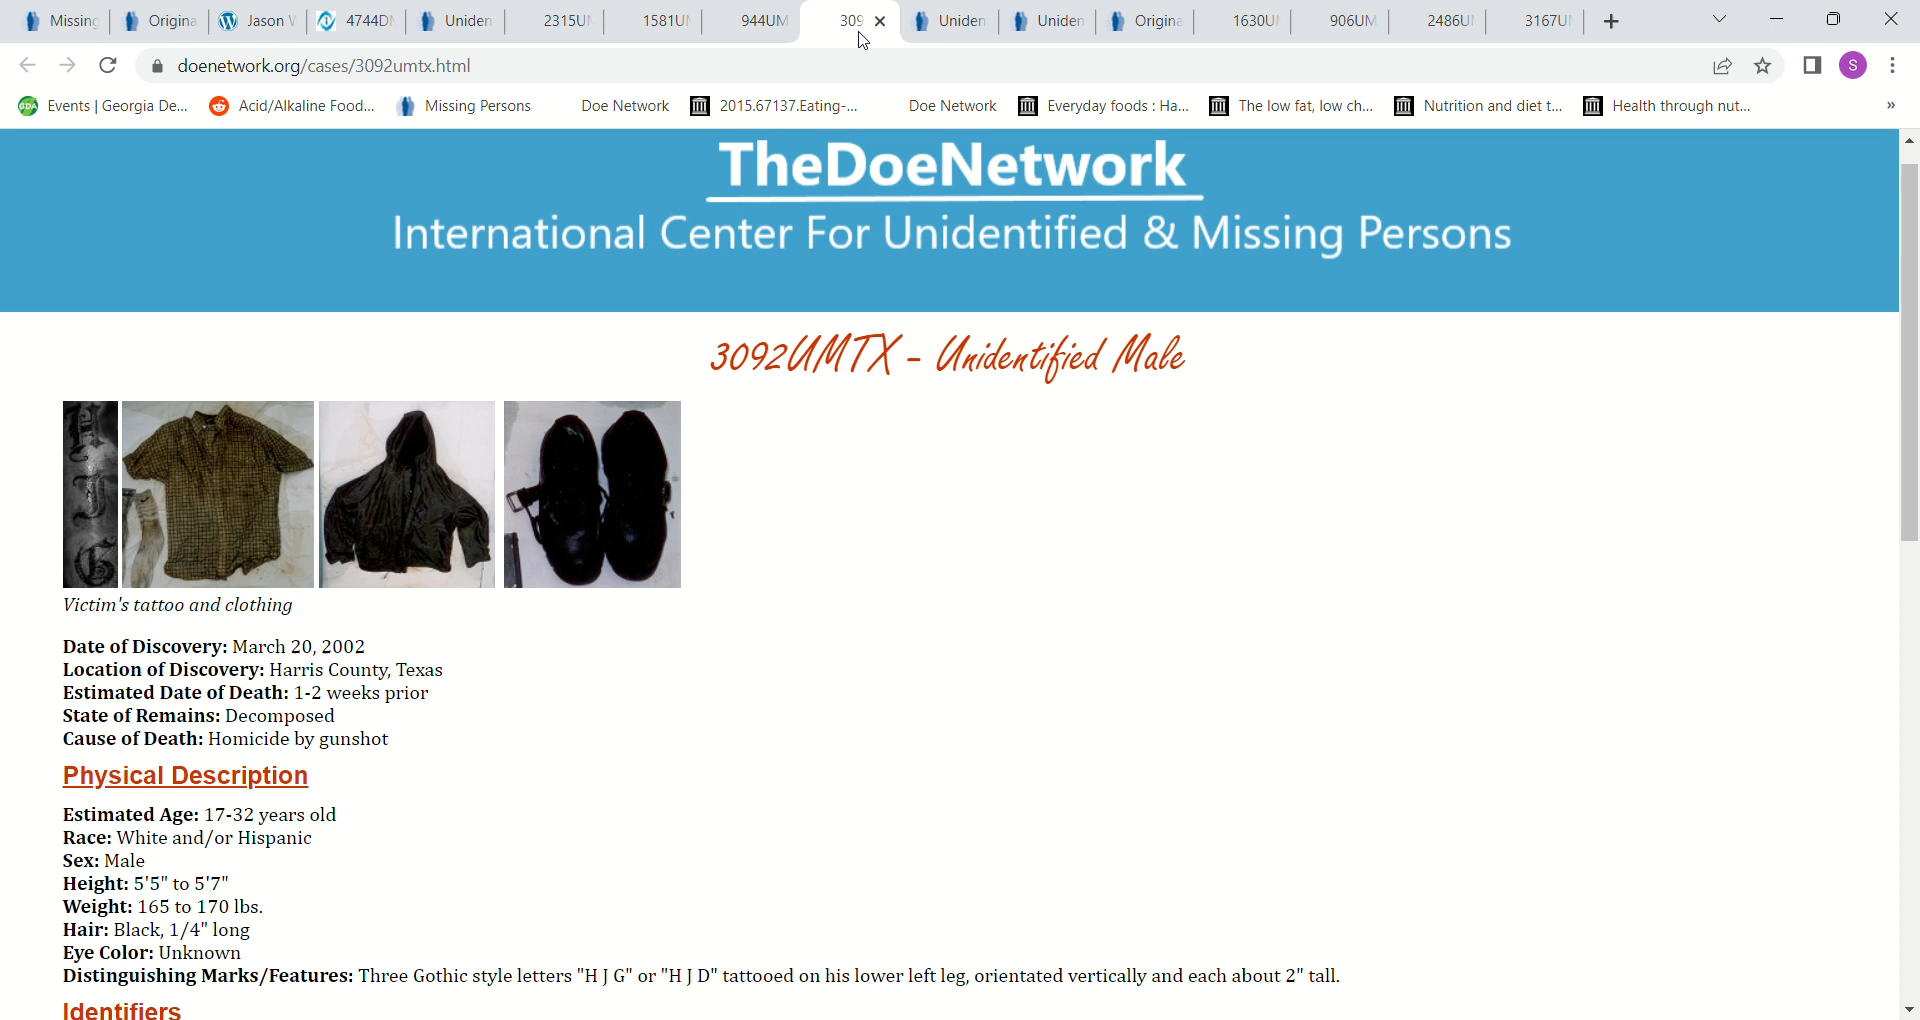 Missing
Origina
Jason
4744D
Uniden
2315U
1581U
944UM
309
Uniden
Uniden
Origina
1630U
906UM
2486U
3167U
doenetwork.org/cases/3092umtx.html
S
GDA
Events | Georgia De...
Acid/Alkaline Food...
Missing Persons
Doe Network
2015.67137.Eating-...
Doe Network
Everyday foods : Ha...
The low fat, low ch...
Nutrition and diet t...
Health through nut...
»
TheDoeNetwork
International Center For Unidentified & Missing Persons
3092UMTX - Unidentified Male
Victim's tattoo and clothing
Date of Discovery: March 20, 2002
Location of Discovery: Harris County, Texas
Estimated Date of Death: 1-2 weeks prior
State of Remains: Decomposed
Cause of Death: Homicide by gunshot
Physical Description
Estimated Age: 17-32 years old
Race: White and/or Hispanic
Sex: Male
Height: 5'5" to 5'7"
Weight: 165 to 170 lbs.
Hair: Black, 1/4" long
Eye Color: Unknown
Distinguishing Marks/Features: Three Gothic style letters "H J G" or "H J D" tattooed on his lower left leg, orientated vertically and each about 2" tall.
Identifiers